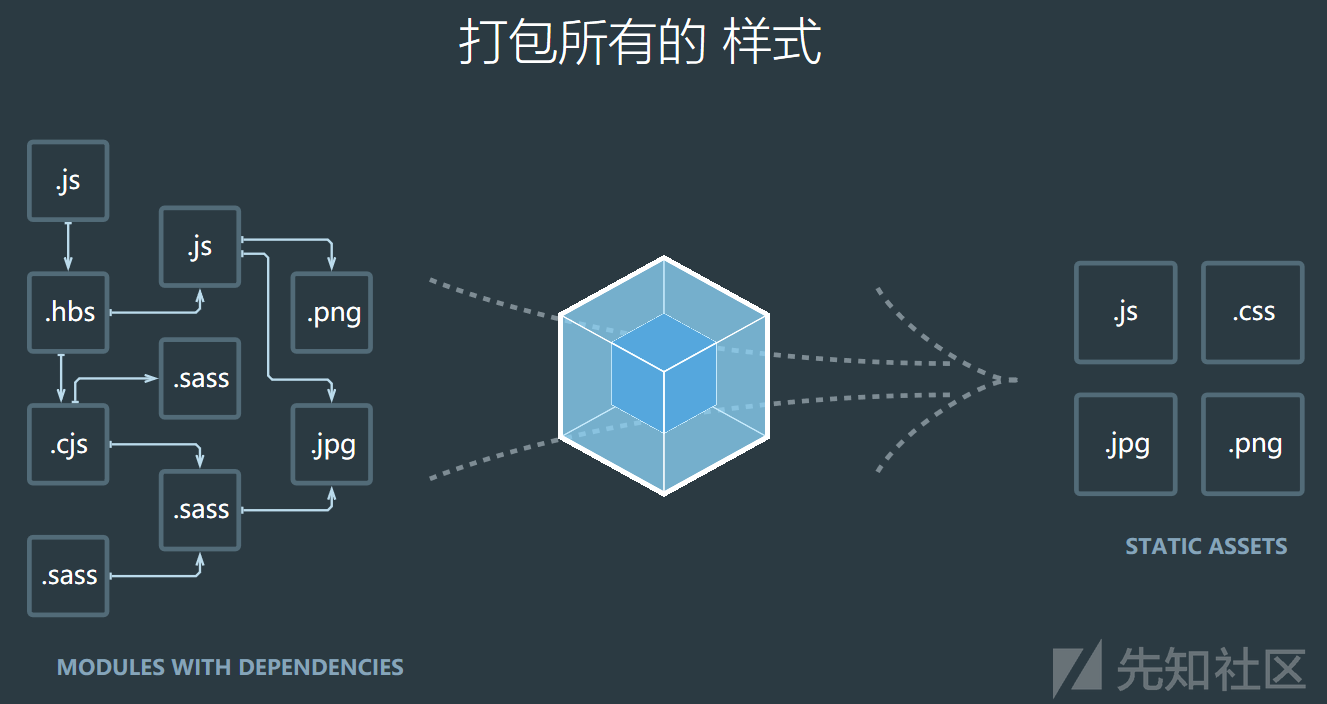 打包所有的 样式
.js
.js
.hbs
.png
.sass
.cjs
.jpg
.sass
.sass
MODULES WITH DEPENDENCIES
.js
.css
.jpg
.png
STATIC ASSETS
先知社区